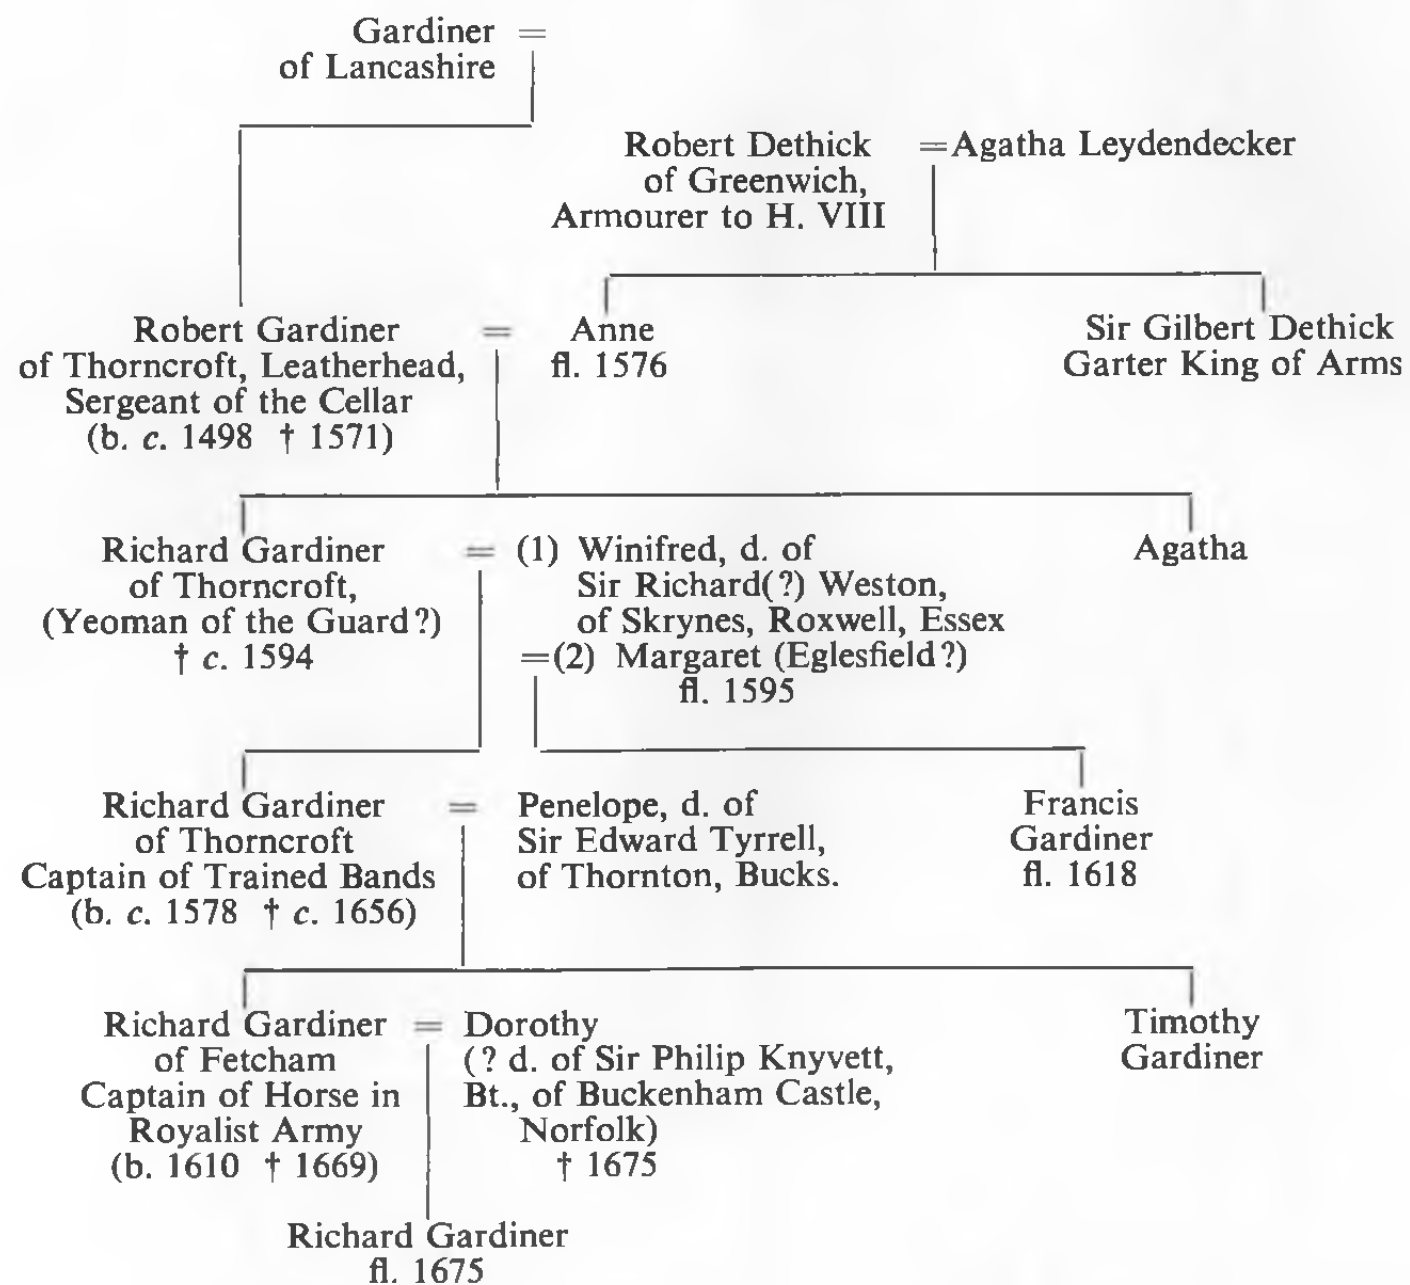 Gardiner =
of Lancashire
Robert Dethick = Agatha Leydendecker
of Greenwich,
Armourer to H. VIII
Robert Gardiner = Anne
of Thorncroft, Leatherhead, fl. 1576
Sergeant of the Cellar
(b. c. 1498 † 1571)
Sir Gilbert Dethick
Garter King of Arms
Richard Gardiner = (1) Winifred, d. of
of Thorncroft, Sir Richard(?) Weston,
(Yeoman of the Guard?) of Skrynes, Roxwell, Essex
† c. 1594 =(2) Margaret (Eglesfield?)
fl. 1595
Agatha
Richard Gardiner = Penelope, d. of
of Thorncroft Sir Edward Tyrrell,
Captain of Trained Bands of Thornton, Bucks.
(b. c. 1578 † c. 1656)
Francis
Gardiner
fl. 1618
Richard Gardiner = Dorothy
of Fetcham (? d. of Sir Philip Knyvett,
Captain of Horse in Bt., of Buckenham Castle,
Royalist Army Norfolk)
(b. 1610 † 1669) † 1675
Timothy
Gardiner
Richard Gardiner
fl. 1675